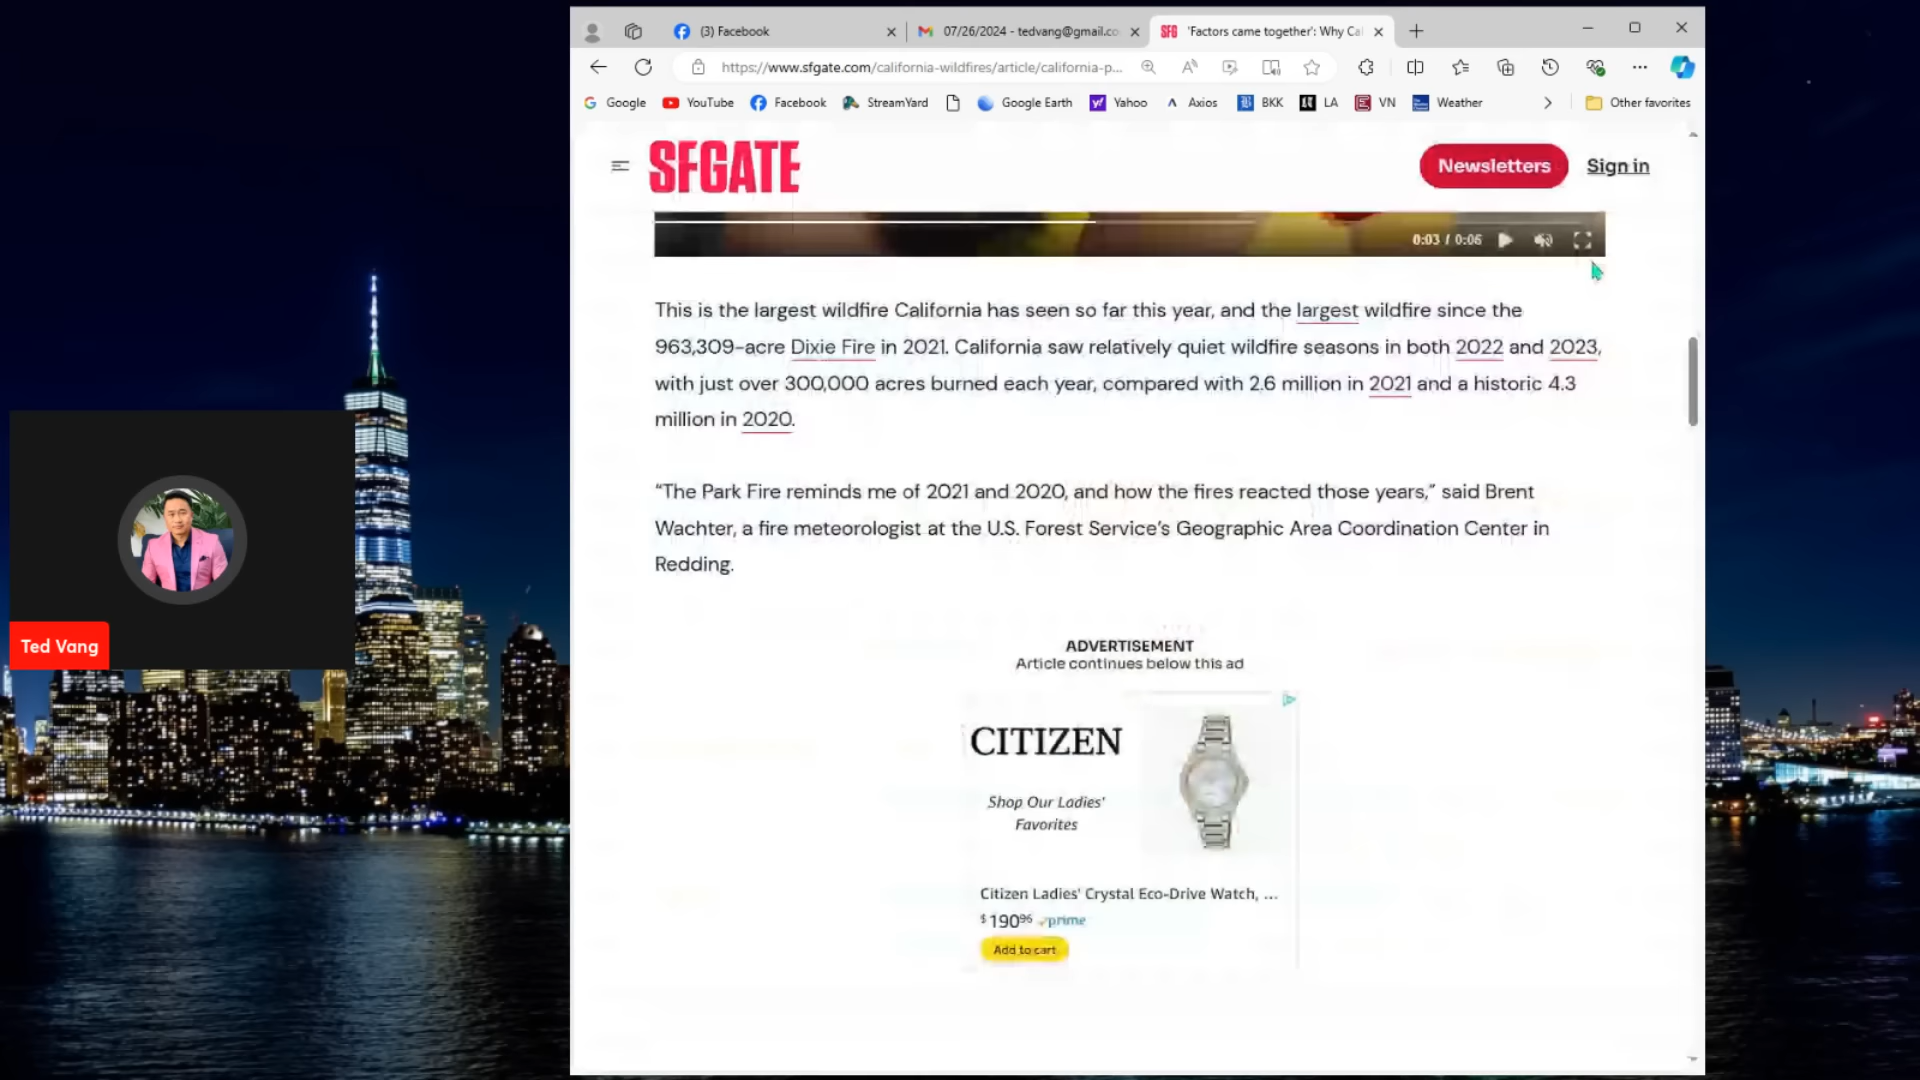 (3) Facebook
07/26/2024 - tedvang@gmail.co
SFG
'Factors came together': Why Cal
https://www.sfgate.com/california-wildfires/article/california-p...
Google
YouTube
Facebook
StreamYard
Google Earth
Yahoo
Axios
BKK
LA
VN
Weather
Other favorites
SFGATE
Newsletters
Sign in
0:03 / 0:06
This is the largest wildfire California has seen so far this year, and the largest wildfire since the
963,309-acre Dixie Fire in 2021. California saw relatively quiet wildfire seasons in both 2022 and 2023,
with just over 300,000 acres burned each year, compared with 2.6 million in 2021 and a historic 4.3
million in 2020.
“The Park Fire reminds me of 2021 and 2020, and how the fires reacted those years,” said Brent
Wachter, a fire meteorologist at the U.S. Forest Service’s Geographic Area Coordination Center in
Redding.
ADVERTISEMENT
Article continues below this ad
CITIZEN
Shop Our Ladies'
Favorites
Citizen Ladies' Crystal Eco-Drive Watch, ...
$19096 prime
Add to cart
Ted Vang